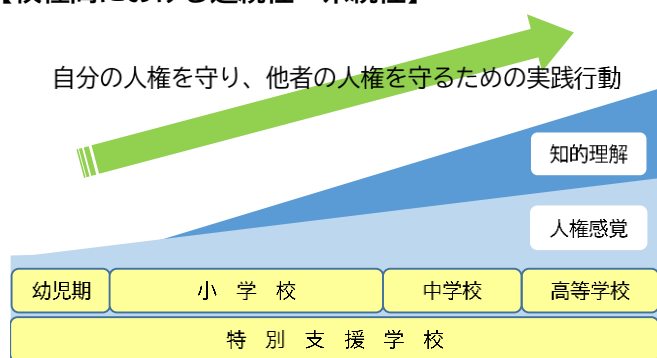 自分の人権を守り、他者の人権を守るための実践行動
知的理解
人権感覚
幼児期 小学校 中学校 高等学校
特別支援学校